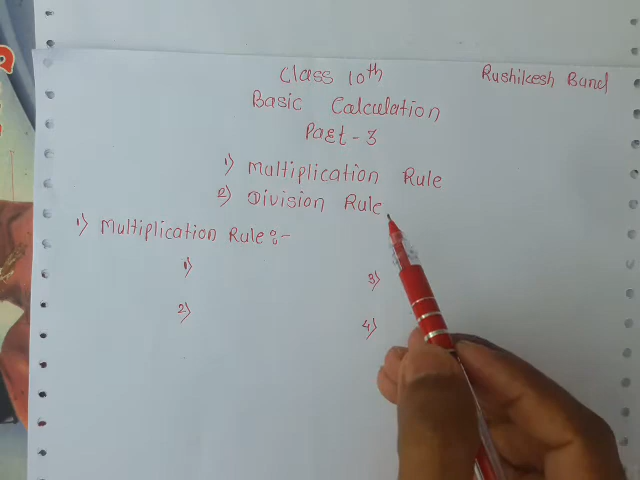 Class 10th
Rushikesh Band
Basic Calculation
Part-3
1) Multiplication Rule
2) Division Rule
1) Multiplication Rule:-
1)
3)
2)
4)